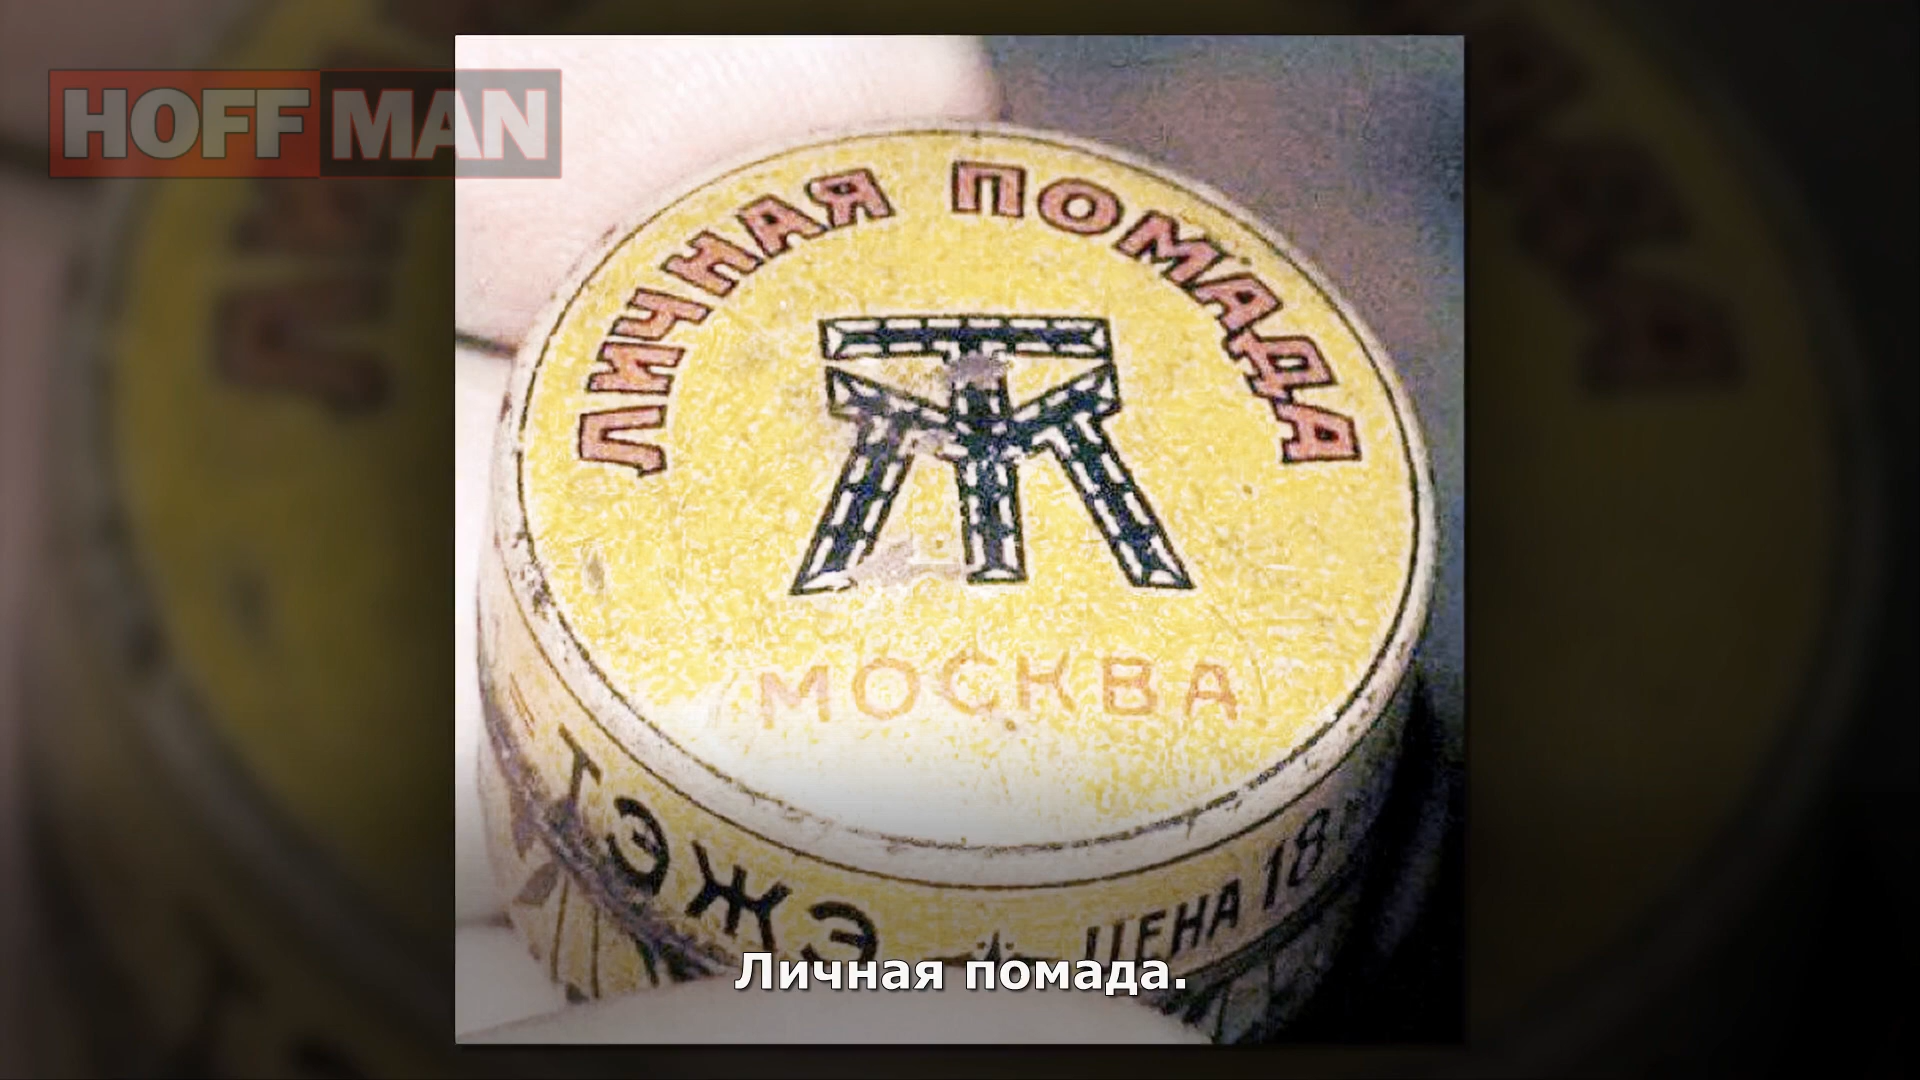 HOFFMAN
ЛИЧНАЯ ПОМАДА
МОСКВА
ТЭЖЭ ЦЕНА 18
Личная помада.